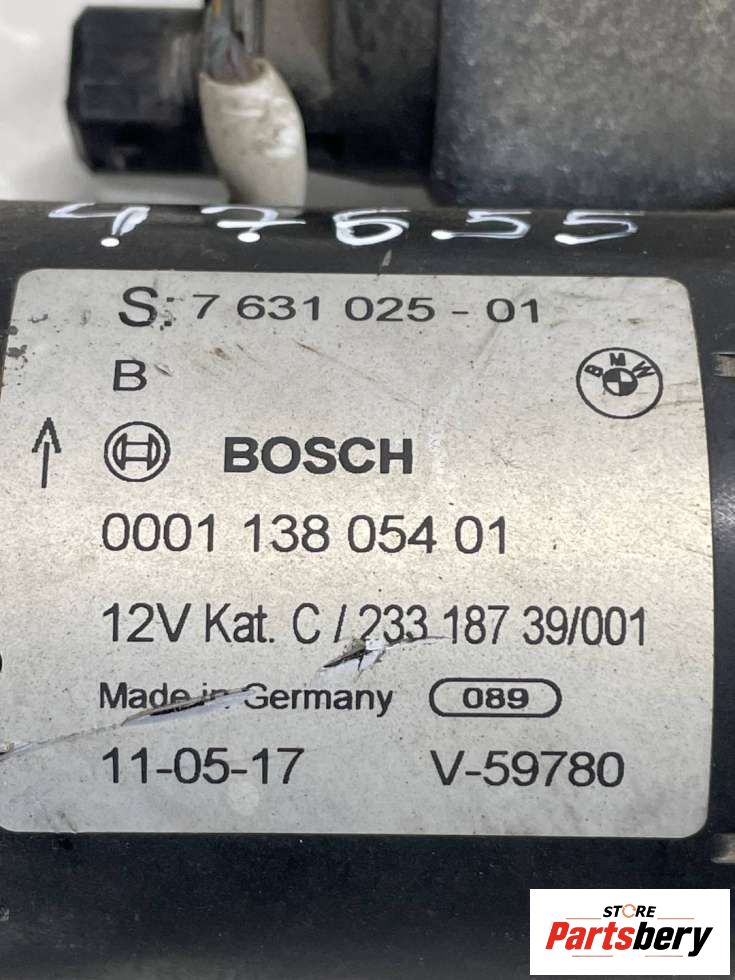 47655
S: 7 631 025 - 01
B
BMW
BOSCH
0001 138 054 01
12V Kat. C / 233 187 39/001
Made in Germany 089
11-05-17 V-59780
STORE
Partsbery